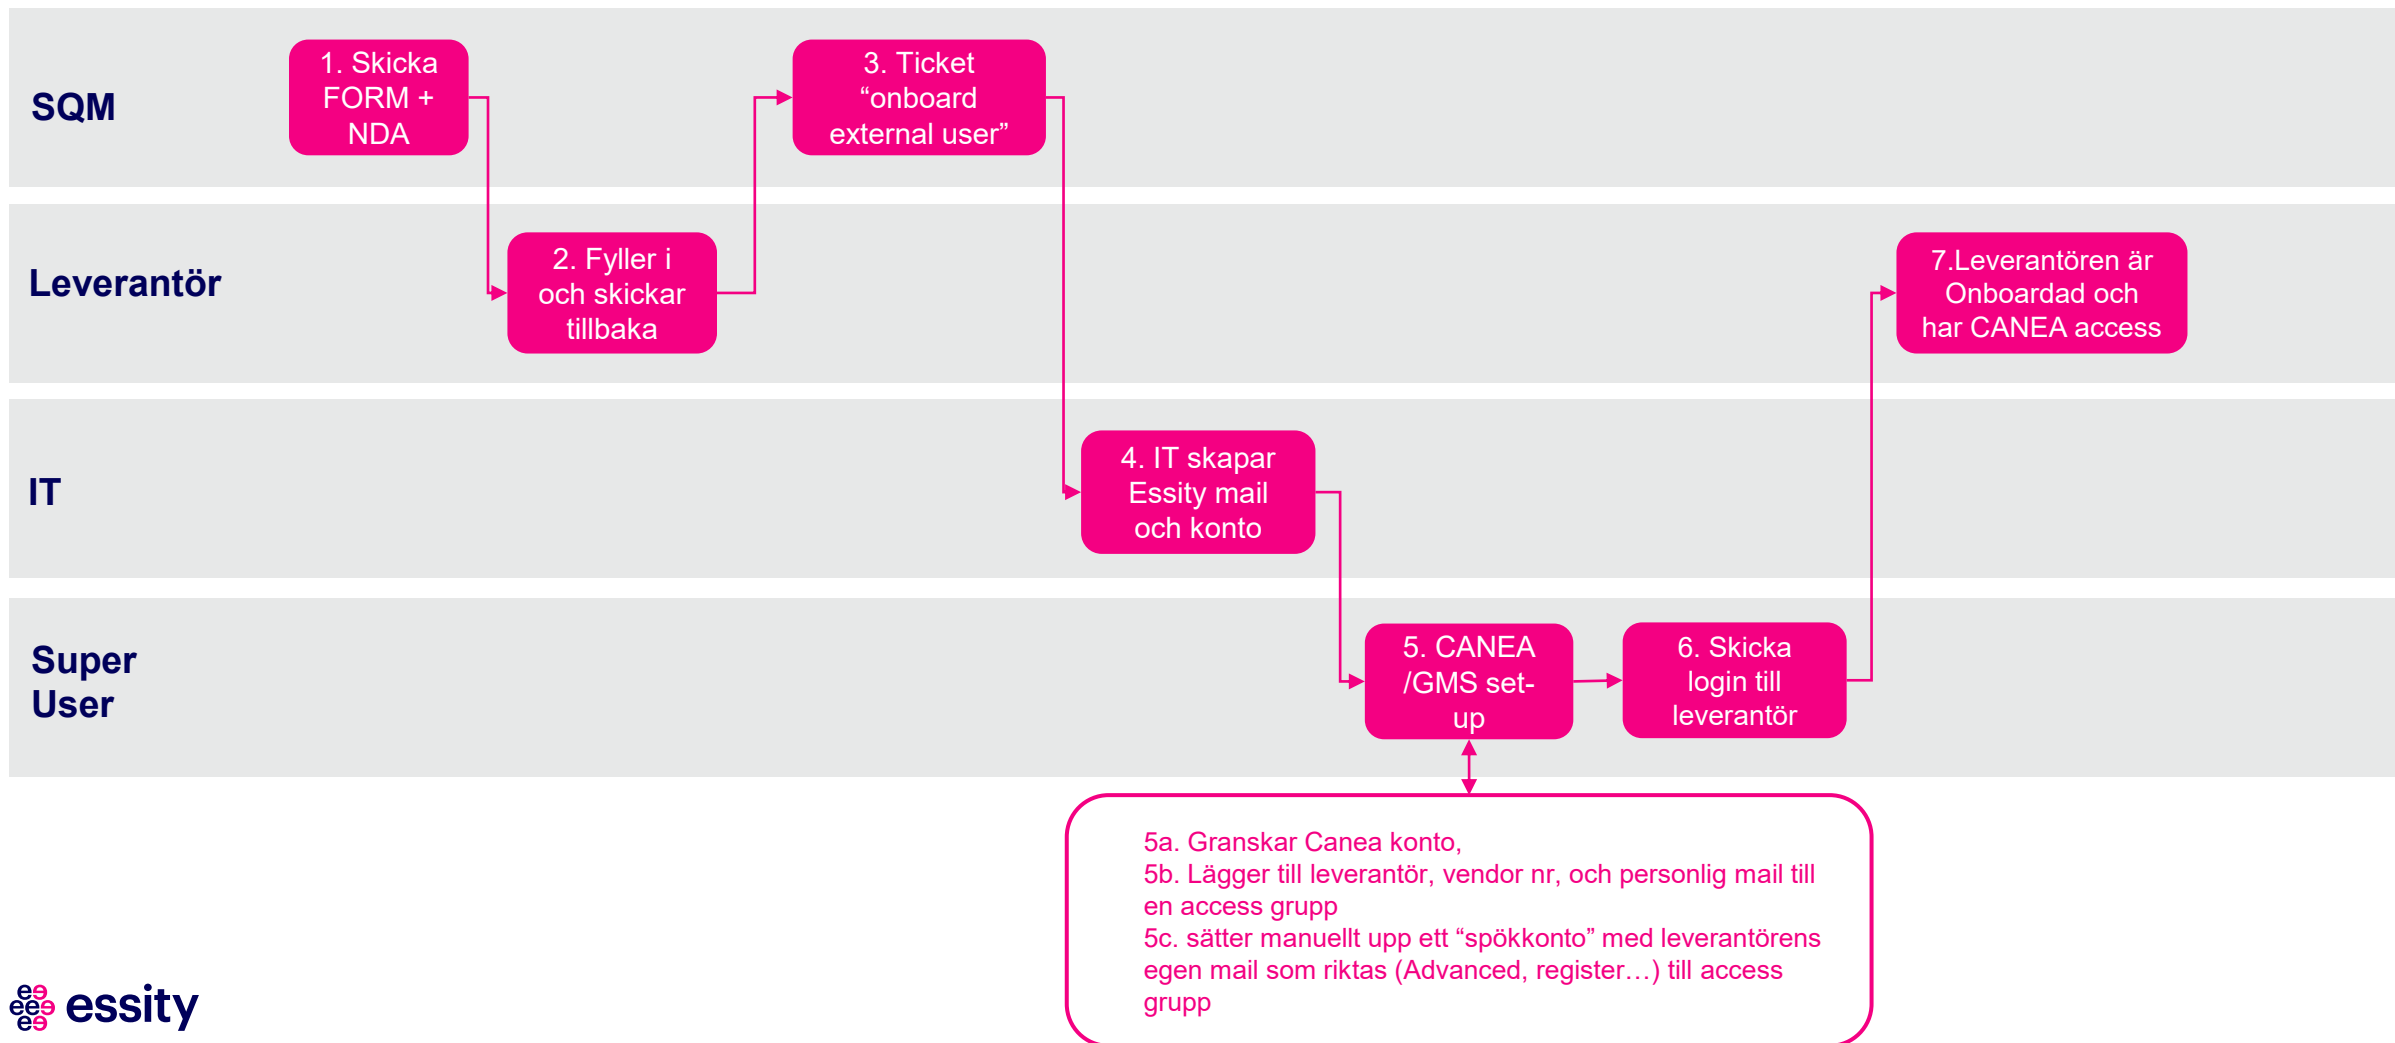 SQM
1. Skicka
FORM +
NDA
3. Ticket
“onboard
external user”
Leverantör
2. Fyller i
och skickar
tillbaka
7.Leverantören är
Onboardad och
har CANEA access
IT
4. IT skapar
Essity mail
och konto
Super
User
5. CANEA
/GMS set-
up
6. Skicka
login till
leverantör
5a. Granskar Canea konto,
5b. Lägger till leverantör, vendor nr, och personlig mail till
en access grupp
5c. sätter manuellt upp ett “spökkonto” med leverantörens
egen mail som riktas (Advanced, register…) till access
grupp
essity